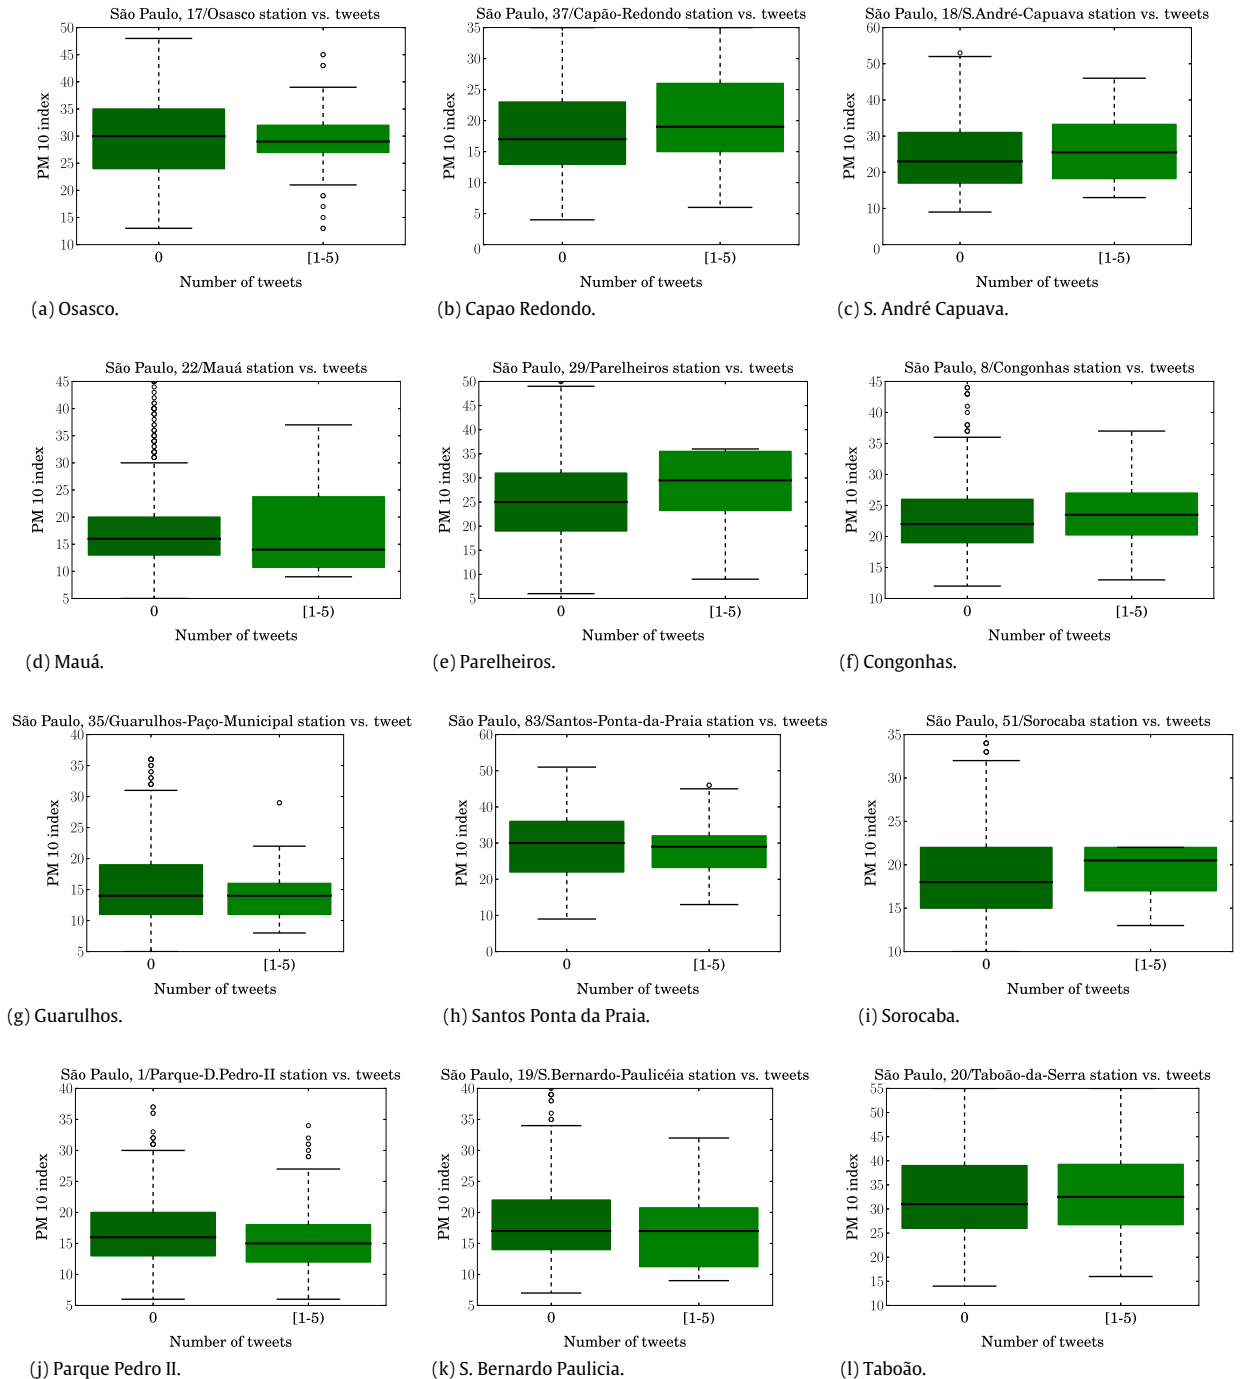 São Paulo, 17/Osasco station vs. tweets
PM 10 index
50
45
40
35
30
25
20
15
10
0 [1-5)
Number of tweets
(a) Osasco.
São Paulo, 37/Capão-Redondo station vs. tweets
PM 10 index
35
30
25
20
15
10
5
0
0 [1-5)
Number of tweets
(b) Capao Redondo.
São Paulo, 18/S.André-Capuava station vs. tweets
PM 10 index
60
50
40
30
20
10
0
0 [1-5)
Number of tweets
(c) S. André Capuava.
São Paulo, 22/Mauá station vs. tweets
PM 10 index
45
40
35
30
25
20
15
10
5
0 [1-5)
Number of tweets
(d) Mauá.
São Paulo, 29/Parelheiros station vs. tweets
PM 10 index
50
45
40
35
30
25
20
15
10
5
0 [1-5)
Number of tweets
(e) Parelheiros.
São Paulo, 8/Congonhas station vs. tweets
PM 10 index
45
40
35
30
25
20
15
10
0 [1-5)
Number of tweets
(f) Congonhas.
São Paulo, 35/Guarulhos-Paço-Municipal station vs. tweet
PM 10 index
40
35
30
25
20
15
10
5
0 [1-5)
Number of tweets
(g) Guarulhos.
São Paulo, 83/Santos-Ponta-da-Praia station vs. tweets
PM 10 index
60
50
40
30
20
10
0
0 [1-5)
Number of tweets
(h) Santos Ponta da Praia.
São Paulo, 51/Sorocaba station vs. tweets
PM 10 index
35
30
25
20
15
10
0 [1-5)
Number of tweets
(i) Sorocaba.
São Paulo, 1/Parque-D.Pedro-II station vs. tweets
PM 10 index
40
35
30
25
20
15
10
5
0 [1-5)
Number of tweets
(j) Parque Pedro II.
São Paulo, 19/S.Bernardo-Paulicéia station vs. tweets
PM 10 index
40
35
30
25
20
15
10
5
0 [1-5)
Number of tweets
(k) S. Bernardo Paulicia.
São Paulo, 20/Taboão-da-Serra station vs. tweets
PM 10 index
55
50
45
40
35
30
25
20
15
10
0 [1-5)
Number of tweets
(l) Taboão.